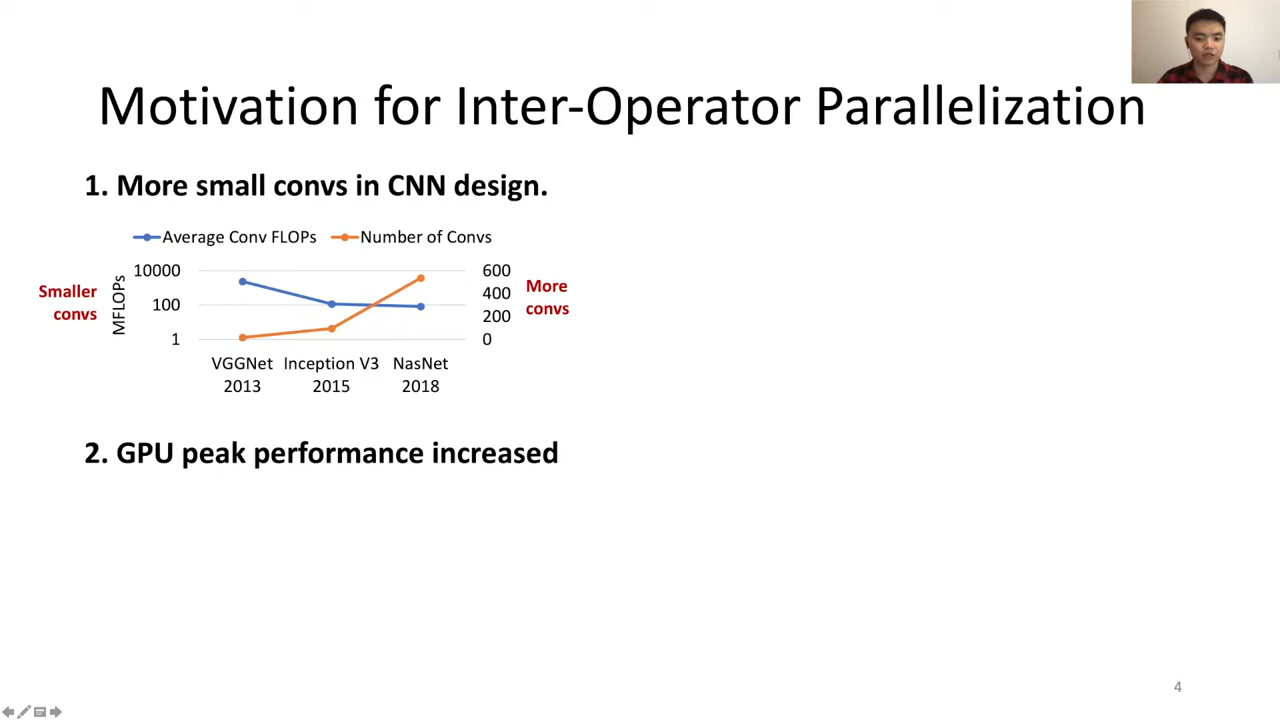 Motivation for Inter-Operator Parallelization
1. More small convs in CNN design.
Average Conv FLOPs
Number of Convs
Smaller
convs
MFLOPs
10000
100
1
600
400
200
0
More
convs
VGGNet
2013
Inception V3
2015
NasNet
2018
2. GPU peak performance increased
4